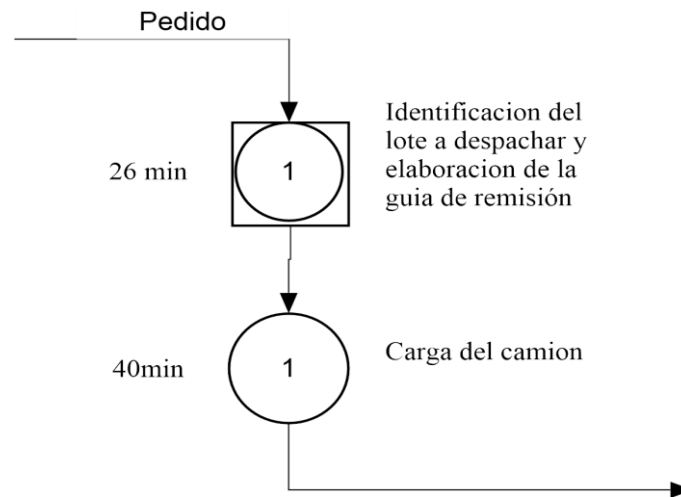 Pedido
26 min
1
Identificacion del
lote a despachar y
elaboracion de la
guia de remisión
40min
1
Carga del camion